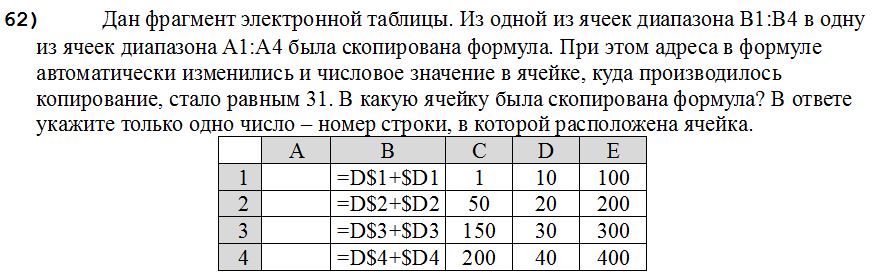 62) Дан фрагмент электронной таблицы. Из одной из ячеек диапазона B1:B4 в одну
из ячеек диапазона A1:A4 была скопирована формула. При этом адреса в формуле
автоматически изменились и числовое значение в ячейке, куда производилось
копирование, стало равным 31. В какую ячейку была скопирована формула? В ответе
укажите только одно число – номер строки, в которой расположена ячейка.
A B C D E
1 =D$1+$D1 1 10 100
2 =D$2+$D2 50 20 200
3 =D$3+$D3 150 30 300
4 =D$4+$D4 200 40 400